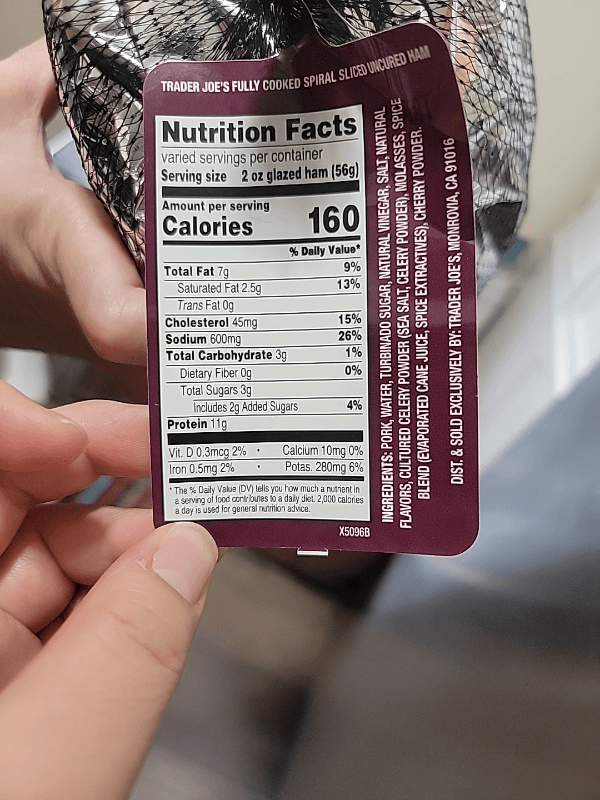 TRADER JOE'S FULLY COOKED SPIRAL SLICED UNCURED HAM
Nutrition Facts
varied servings per container
Serving size 2 oz glazed ham (56g)
Amount per serving
Calories 160
% Daily Value*
Total Fat 7g 9%
Saturated Fat 2.5g 13%
Trans Fat 0g
Cholesterol 45mg 15%
Sodium 600mg 26%
Total Carbohydrate 3g 1%
Dietary Fiber 0g 0%
Total Sugars 3g
Includes 2g Added Sugars 4%
Protein 11g
Vit. D 0.3mcg 2% • Calcium 10mg 0%
Iron 0.5mg 2% • Potas. 280mg 6%
* The % Daily Value (DV) tells you how much a nutrient in
a serving of food contributes to a daily diet. 2,000 calories
a day is used for general nutrition advice.
X5096B
INGREDIENTS: PORK, WATER, TURBINADO SUGAR, NATURAL VINEGAR, SALT, NATURAL
FLAVORS, CULTURED CELERY POWDER (SEA SALT, CELERY POWDER), MOLASSES, SPICE
BLEND (EVAPORATED CANE JUICE, SPICE EXTRACTIVES), CHERRY POWDER.
DIST. & SOLD EXCLUSIVELY BY: TRADER JOE'S, MONROVIA, CA 91016